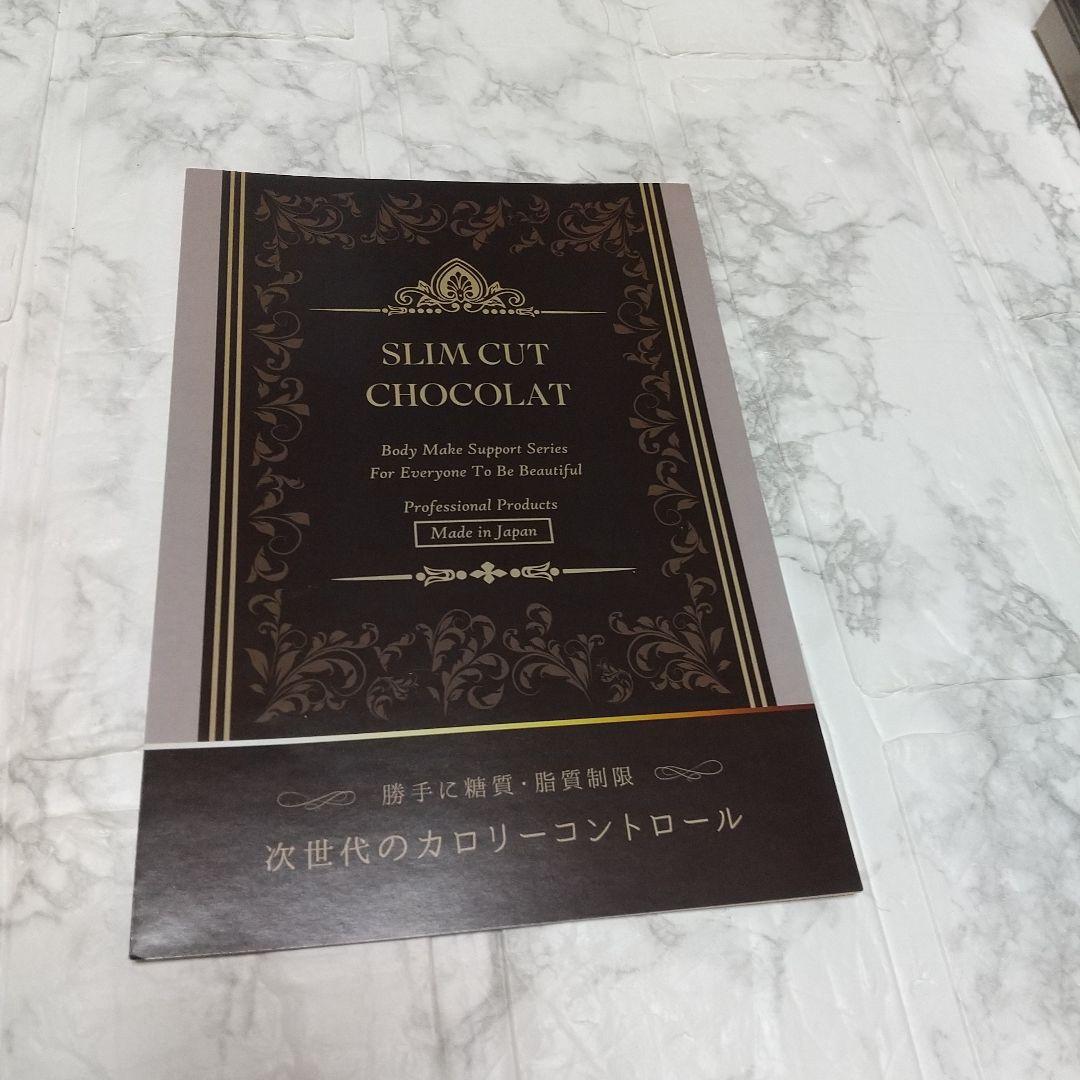 SLIM CUT
CHOCOLAT
Body Make Support Series
For Everyone To Be Beautiful
Professional Products
Made in Japan
勝手に糖質・脂質制限
次世代のカロリーコントロール